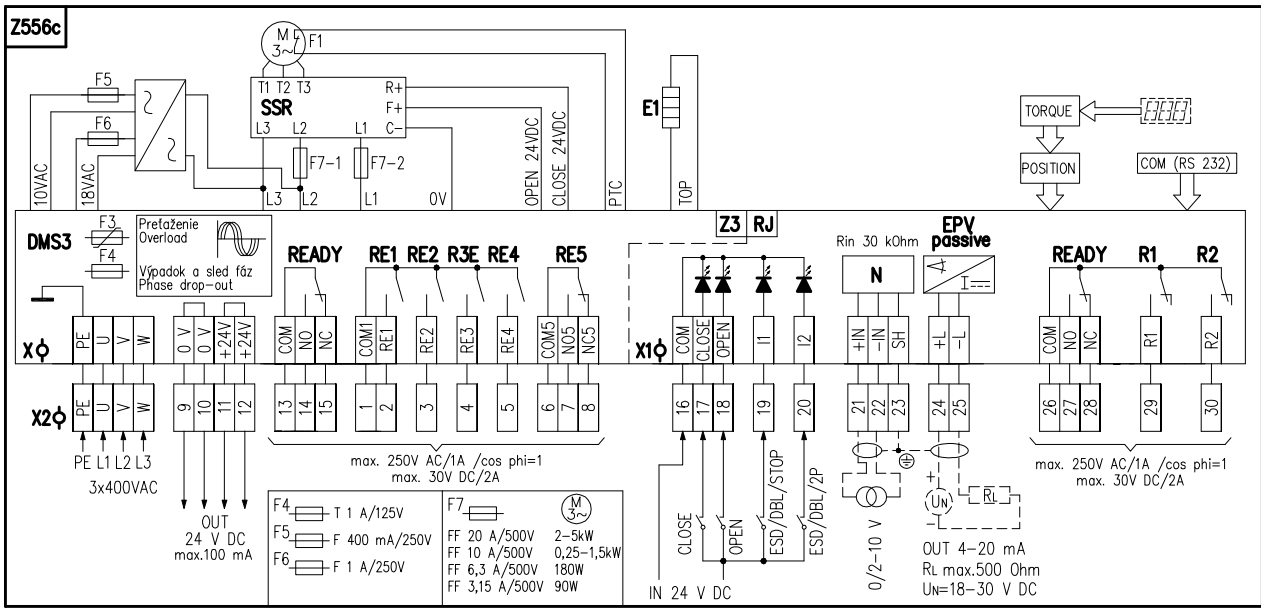 Z556c
M
3~
F1
F5
F6
T1 T2 T3
SSR
R+
F+
C-
L3 L2 L1
F7-1
F7-2
E1
TORQUE
POSITION
COM (RS 232)
10VAC
18VAC
L3
L2
L1
0V
OPEN 24VDC
CLOSE 24VDC
PTC
TOP
DMS3
F3
F4
Preťaženie
Overload
Výpadok a sled fáz
Phase drop-out
READY
RE1 RE2 R3E RE4
RE5
Z3 RJ
Rin 30 kOhm
N
EPV
passive
READY R1 R2
X
PE U V W
0 V 0 V +24V +24V
COM NO NC
COM1 RE1 RE2 RE3 RE4
COM5 NO5 NC5
X1
COM CLOSE OPEN I1 I2
+IN -IN SH
+L -L
COM NO NC R1 R2
X2
PE U V W
9 10 11 12
13 14 15
1 2 3 4 5
6 7 8
16 17 18 19 20
21 22 23
24 25
26 27 28 29 30
PE L1 L2 L3
3x400VAC
OUT
24 V DC
max.100 mA
max. 250V AC/1A /cos phi=1
max. 30V DC/2A
F4 T 1 A/125V
F5 F 400 mA/250V
F6 F 1 A/250V
F7
M
3~
FF 20 A/500V 2-5kW
FF 10 A/500V 0,25-1,5kW
FF 6,3 A/500V 180W
FF 3,15 A/500V 90W
CLOSE
OPEN
ESD/DBL/STOP
ESD/DBL/2P
IN 24 V DC
0/2-10 V
+
UN
-
RL
OUT 4-20 mA
RL max.500 Ohm
UN=18-30 V DC
max. 250V AC/1A /cos phi=1
max. 30V DC/2A